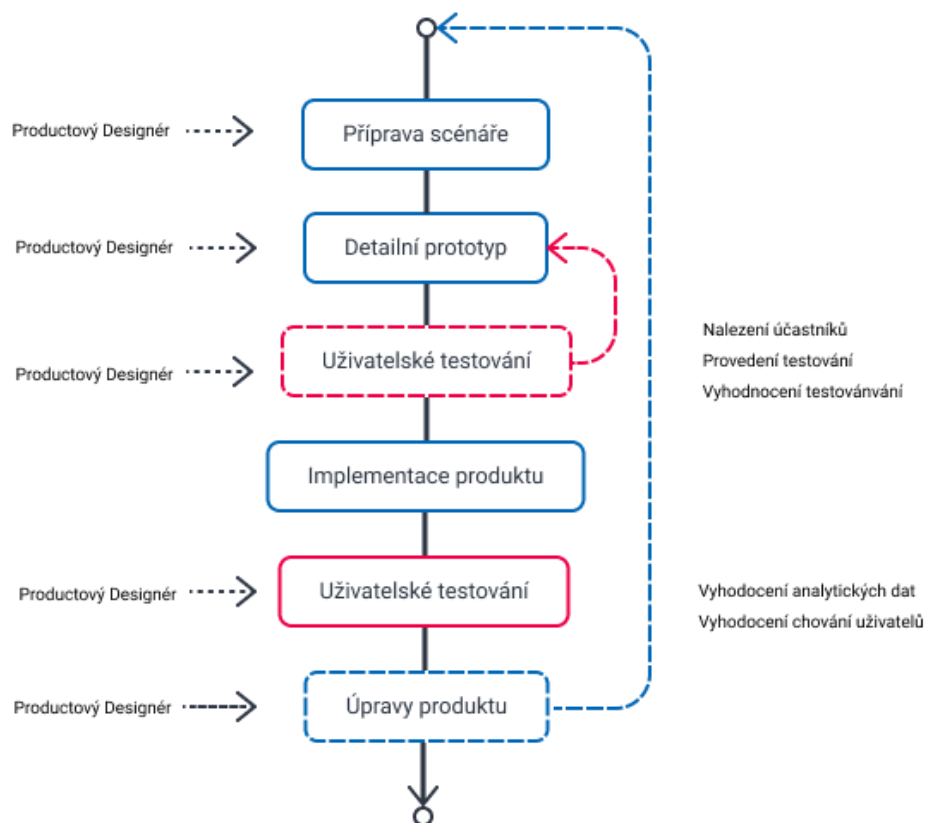 Productový Designér
Příprava scénáře
Productový Designér
Detailní prototyp
Nalezení účastníků
Productový Designér
Uživatelské testování
Provedení testování
Vyhodnocení testovánvání
Implementace produktu
Productový Designér
Uživatelské testování
Vyhodocení analytických dat
Vyhodocení chování uživatelů
Productový Designér
Úpravy produktu